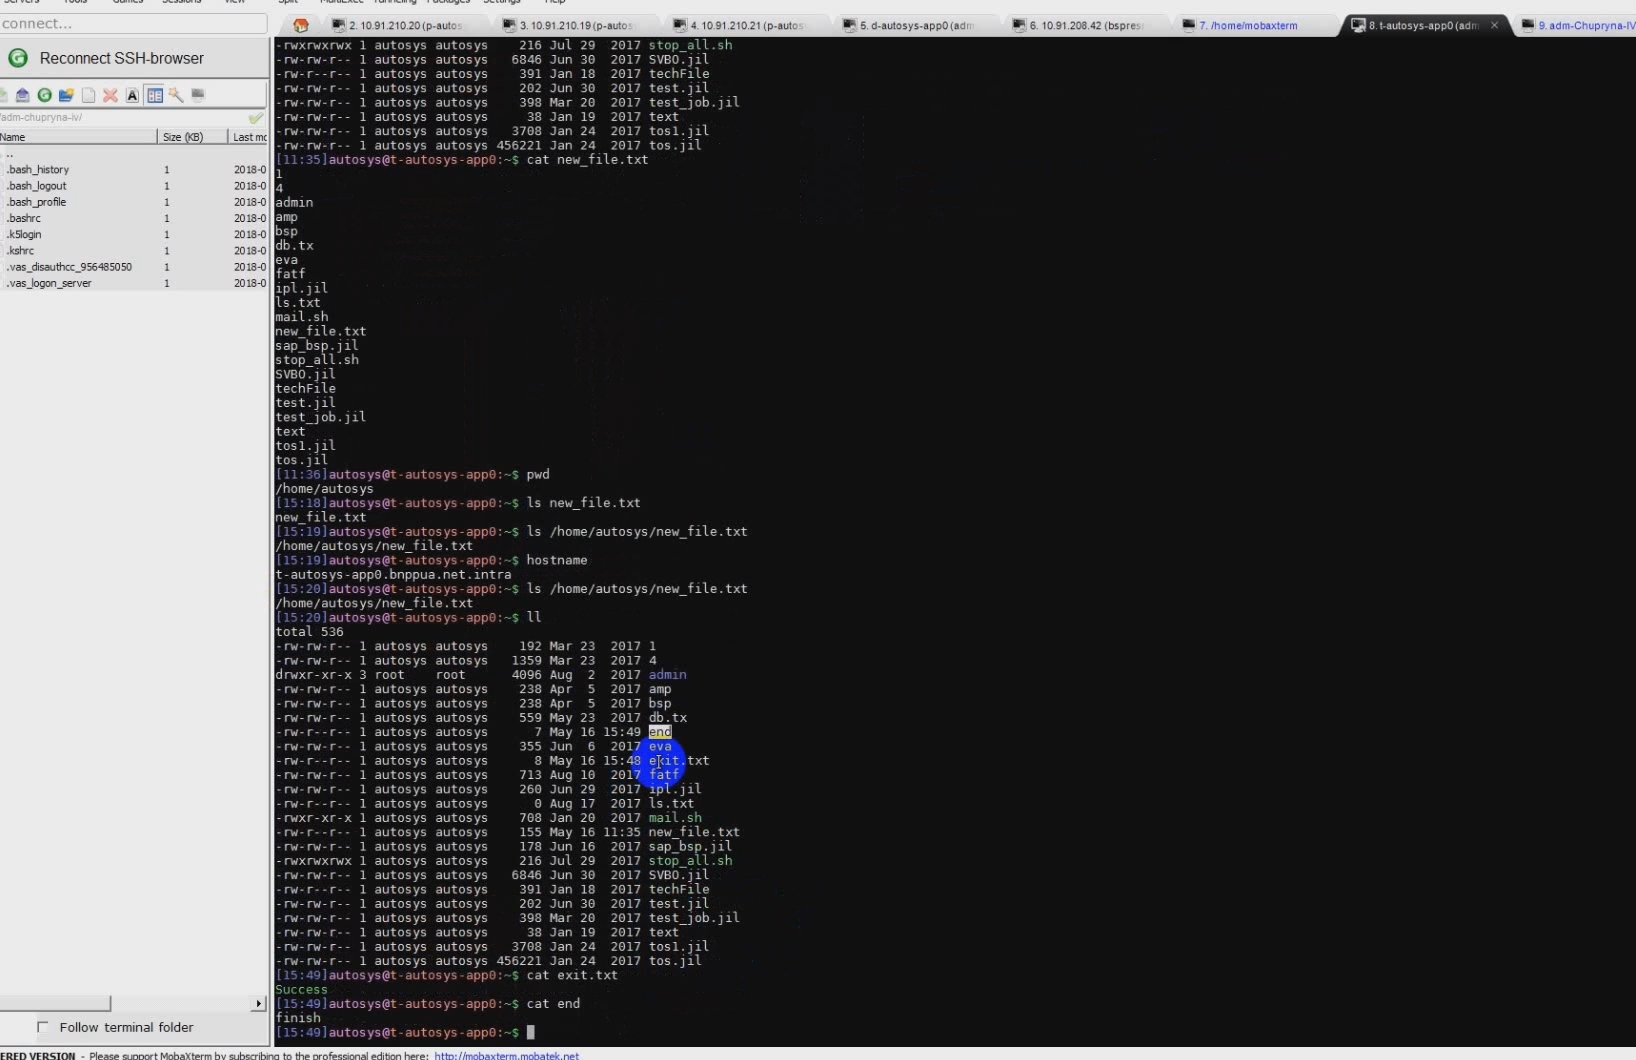 Servers Tools Games Sessions View Split MultiExec Tunneling Packages Settings Help
connect...
2. 10.91.210.20 (p-autos
3. 10.91.210.19 (p-autos
4. 10.91.210.21 (p-autos
5. d-autosys-app0 (adm
6. 10.91.208.42 (bspres
7. /home/mobaxterm
8. t-autosys-app0 (adm
9. adm-Chupryna-IV
Reconnect SSH-browser
/adm-chupryna-iv/
Name Size (KB) Last mo
..
.bash_history 1 2018-0
.bash_logout 1 2018-0
.bash_profile 1 2018-0
.bashrc 1 2018-0
.k5login 1 2018-0
.kshrc 1 2018-0
.vas_disauthcc_956485050 1 2018-0
.vas_logon_server 1 2018-0
Follow terminal folder
-rwxrwxrwx 1 autosys autosys 216 Jul 29 2017 stop_all.sh
-rw-rw-r-- 1 autosys autosys 6846 Jun 30 2017 SVBO.jil
-rw-r--r-- 1 autosys autosys 391 Jan 18 2017 techFile
-rw-rw-r-- 1 autosys autosys 202 Jun 30 2017 test.jil
-rw-rw-r-- 1 autosys autosys 398 Mar 20 2017 test_job.jil
-rw-rw-r-- 1 autosys autosys 38 Jan 19 2017 text
-rw-rw-r-- 1 autosys autosys 3708 Jan 24 2017 tos1.jil
-rw-rw-r-- 1 autosys autosys 456221 Jan 24 2017 tos.jil
[11:35]autosys@t-autosys-app0:~$ cat new_file.txt
1
4
admin
amp
bsp
db.tx
eva
fatf
ipl.jil
ls.txt
mail.sh
new_file.txt
sap_bsp.jil
stop_all.sh
SVBO.jil
techFile
test.jil
test_job.jil
text
tos1.jil
tos.jil
[11:36]autosys@t-autosys-app0:~$ pwd
/home/autosys
[15:18]autosys@t-autosys-app0:~$ ls new_file.txt
new_file.txt
[15:19]autosys@t-autosys-app0:~$ ls /home/autosys/new_file.txt
/home/autosys/new_file.txt
[15:19]autosys@t-autosys-app0:~$ hostname
t-autosys-app0.bnppua.net.intra
[15:20]autosys@t-autosys-app0:~$ ls /home/autosys/new_file.txt
/home/autosys/new_file.txt
[15:20]autosys@t-autosys-app0:~$ ll
total 536
-rw-rw-r-- 1 autosys autosys 192 Mar 23 2017 1
-rw-rw-r-- 1 autosys autosys 1359 Mar 23 2017 4
drwxr-xr-x 3 root root 4096 Aug 2 2017 admin
-rw-rw-r-- 1 autosys autosys 238 Apr 5 2017 amp
-rw-rw-r-- 1 autosys autosys 238 Apr 5 2017 bsp
-rw-rw-r-- 1 autosys autosys 559 May 23 2017 db.tx
-rw-rw-r-- 1 autosys autosys 7 May 16 15:49 end
-rw-rw-r-- 1 autosys autosys 355 Jun 6 2017 eva
-rw-rw-r-- 1 autosys autosys 8 May 16 15:48 exit.txt
-rw-rw-r-- 1 autosys autosys 713 Aug 10 2017 fatf
-rw-rw-r-- 1 autosys autosys 260 Jun 29 2017 ipl.jil
-rw-rw-r-- 1 autosys autosys 0 Aug 17 2017 ls.txt
-rwxr-xr-x 1 autosys autosys 708 Jan 20 2017 mail.sh
-rw-r--r-- 1 autosys autosys 155 May 16 11:35 new_file.txt
-rw-rw-r-- 1 autosys autosys 178 Jun 16 2017 sap_bsp.jil
-rwxrwxrwx 1 autosys autosys 216 Jul 29 2017 stop_all.sh
-rw-rw-r-- 1 autosys autosys 6846 Jun 30 2017 SVBO.jil
-rw-r--r-- 1 autosys autosys 391 Jan 18 2017 techFile
-rw-rw-r-- 1 autosys autosys 202 Jun 30 2017 test.jil
-rw-rw-r-- 1 autosys autosys 398 Mar 20 2017 test_job.jil
-rw-rw-r-- 1 autosys autosys 38 Jan 19 2017 text
-rw-rw-r-- 1 autosys autosys 3708 Jan 24 2017 tos1.jil
-rw-rw-r-- 1 autosys autosys 456221 Jan 24 2017 tos.jil
[15:49]autosys@t-autosys-app0:~$ cat exit.txt
Success
[15:49]autosys@t-autosys-app0:~$ cat end
finish
[15:49]autosys@t-autosys-app0:~$
ERED VERSION - Please support MobaXterm by subscribing to the professional edition here: http://mobaxterm.mobatek.net